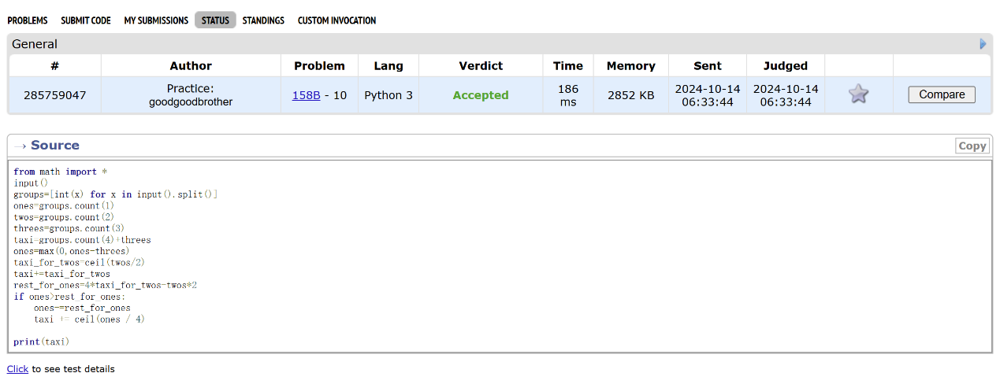 PROBLEMS SUBMIT CODE MY SUBMISSIONS STATUS STANDINGS CUSTOM INVOCATION
General
# Author Problem Lang Verdict Time Memory Sent Judged
285759047 Practice: goodgoodbrother 158B - 10 Python 3 Accepted 186 ms 2852 KB 2024-10-14 06:33:44 2024-10-14 06:33:44 Compare
→ Source Copy
from math import *
input()
groups=[int(x) for x in input().split()]
ones=groups.count(1)
twos=groups.count(2)
threes=groups.count(3)
taxi=groups.count(4)+threes
ones=max(0,ones-threes)
taxi_for_twos=ceil(twos/2)
taxi+=taxi_for_twos
rest_for_ones=4*taxi_for_twos-twos*2
if ones>rest_for_ones:
    ones-=rest_for_ones
    taxi += ceil(ones / 4)
print(taxi)
Click to see test details